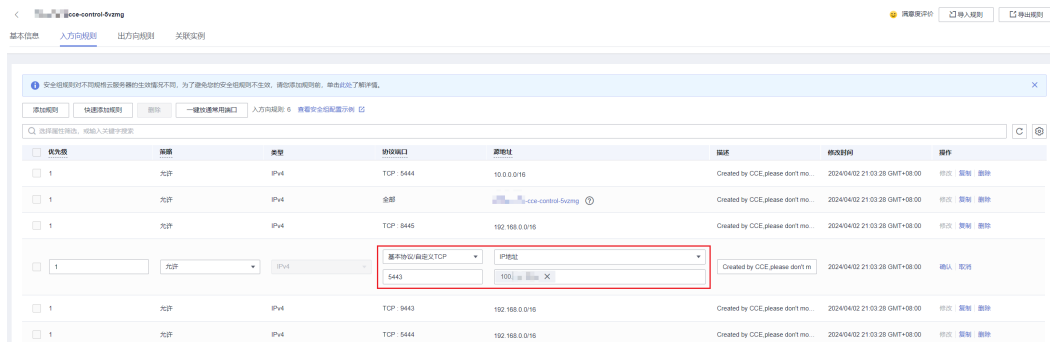 cce-control-5vzmg 满意度评价 导入规则 导出规则
基本信息 入方向规则 出方向规则 关联实例
安全组规则对不同规格云服务器的生效情况不同，为了避免您的安全组规则不生效，请您添加规则前，单击此处了解详情。
添加规则 快速添加规则 删除 一键放通常用端口 入方向规则: 6 查看安全组配置示例
选择属性筛选，或输入关键字搜索
优先级 策略 类型 协议端口 源地址 描述 修改时间 操作
1 允许 IPv4 TCP : 5444 10.0.0.0/16 Created by CCE,please don't mo... 2024/04/02 21:03:28 GMT+08:00 修改 复制 删除
1 允许 IPv4 全部 -cce-control-5vzmg Created by CCE,please don't mo... 2024/04/02 21:03:28 GMT+08:00 修改 复制 删除
1 允许 IPv4 TCP : 8445 192.168.0.0/16 Created by CCE,please don't mo... 2024/04/02 21:03:28 GMT+08:00 修改 复制 删除
基本协议/自定义TCP IP地址
1 允许 IPv4 Created by CCE,please don't m 2024/04/02 21:03:28 GMT+08:00 确认 取消
5443 100.
1 允许 IPv4 TCP : 9443 192.168.0.0/16 Created by CCE,please don't mo... 2024/04/02 21:03:28 GMT+08:00 修改 复制 删除
1 允许 IPv4 TCP : 5444 192.168.0.0/16 Created by CCE,please don't mo... 2024/04/02 21:03:28 GMT+08:00 修改 复制 删除